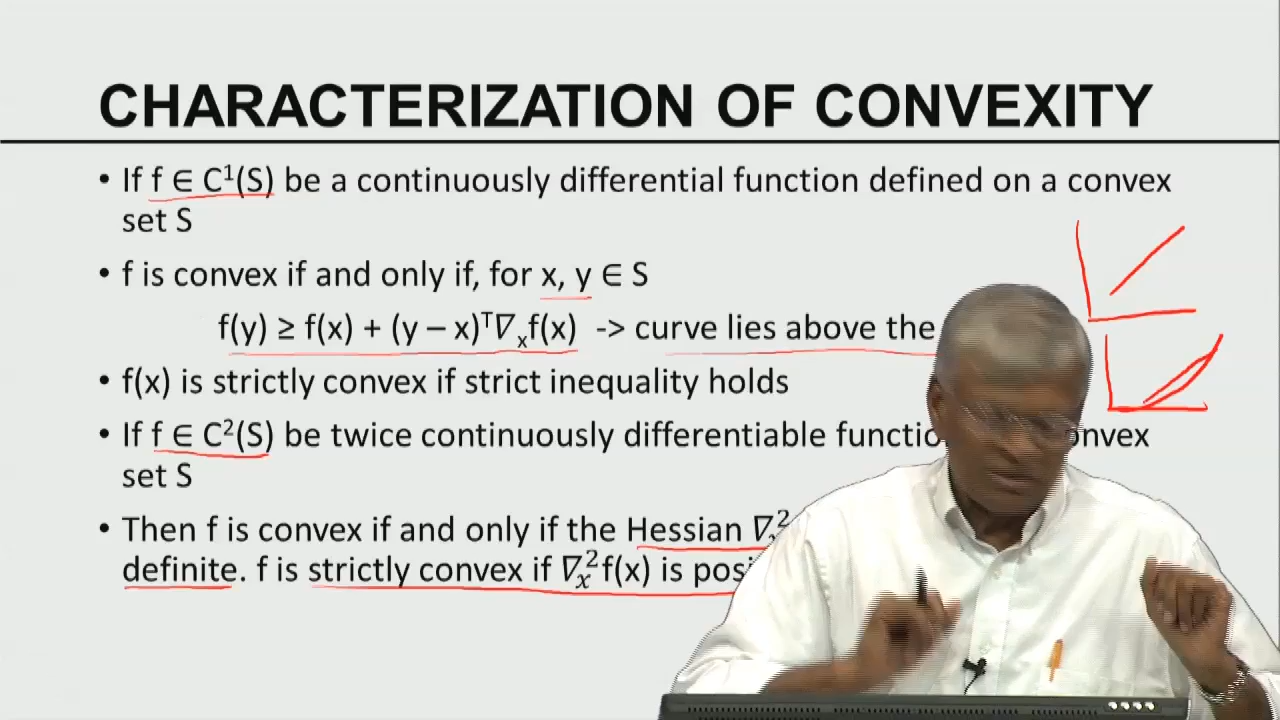 CHARACTERIZATION OF CONVEXITY
• If f ∈ C¹(S) be a continuously differential function defined on a convex
set S
• f is convex if and only if, for x, y ∈ S
f(y) ≥ f(x) + (y – x)ᵀ∇ₓf(x) -> curve lies above the
• f(x) is strictly convex if strict inequality holds
• If f ∈ C²(S) be twice continuously differentiable
set S
• Then f is convex if and only if the Hessian ∇ₓ²
definite. f is strictly convex if ∇ₓ²f(x) is